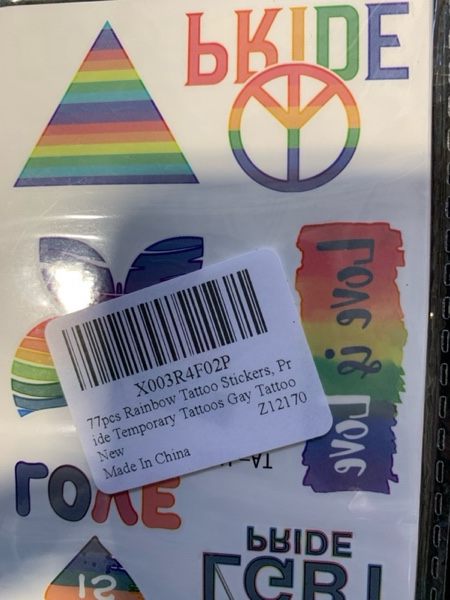 PRIDE
Love is Love
X003R4F02P
77pcs Rainbow Tattoo Stickers, Pr
ide Temporary Tattoos Gay Tattoo
Z12170
New
Made In China
LOVE
IS
PRIDE
LGBT